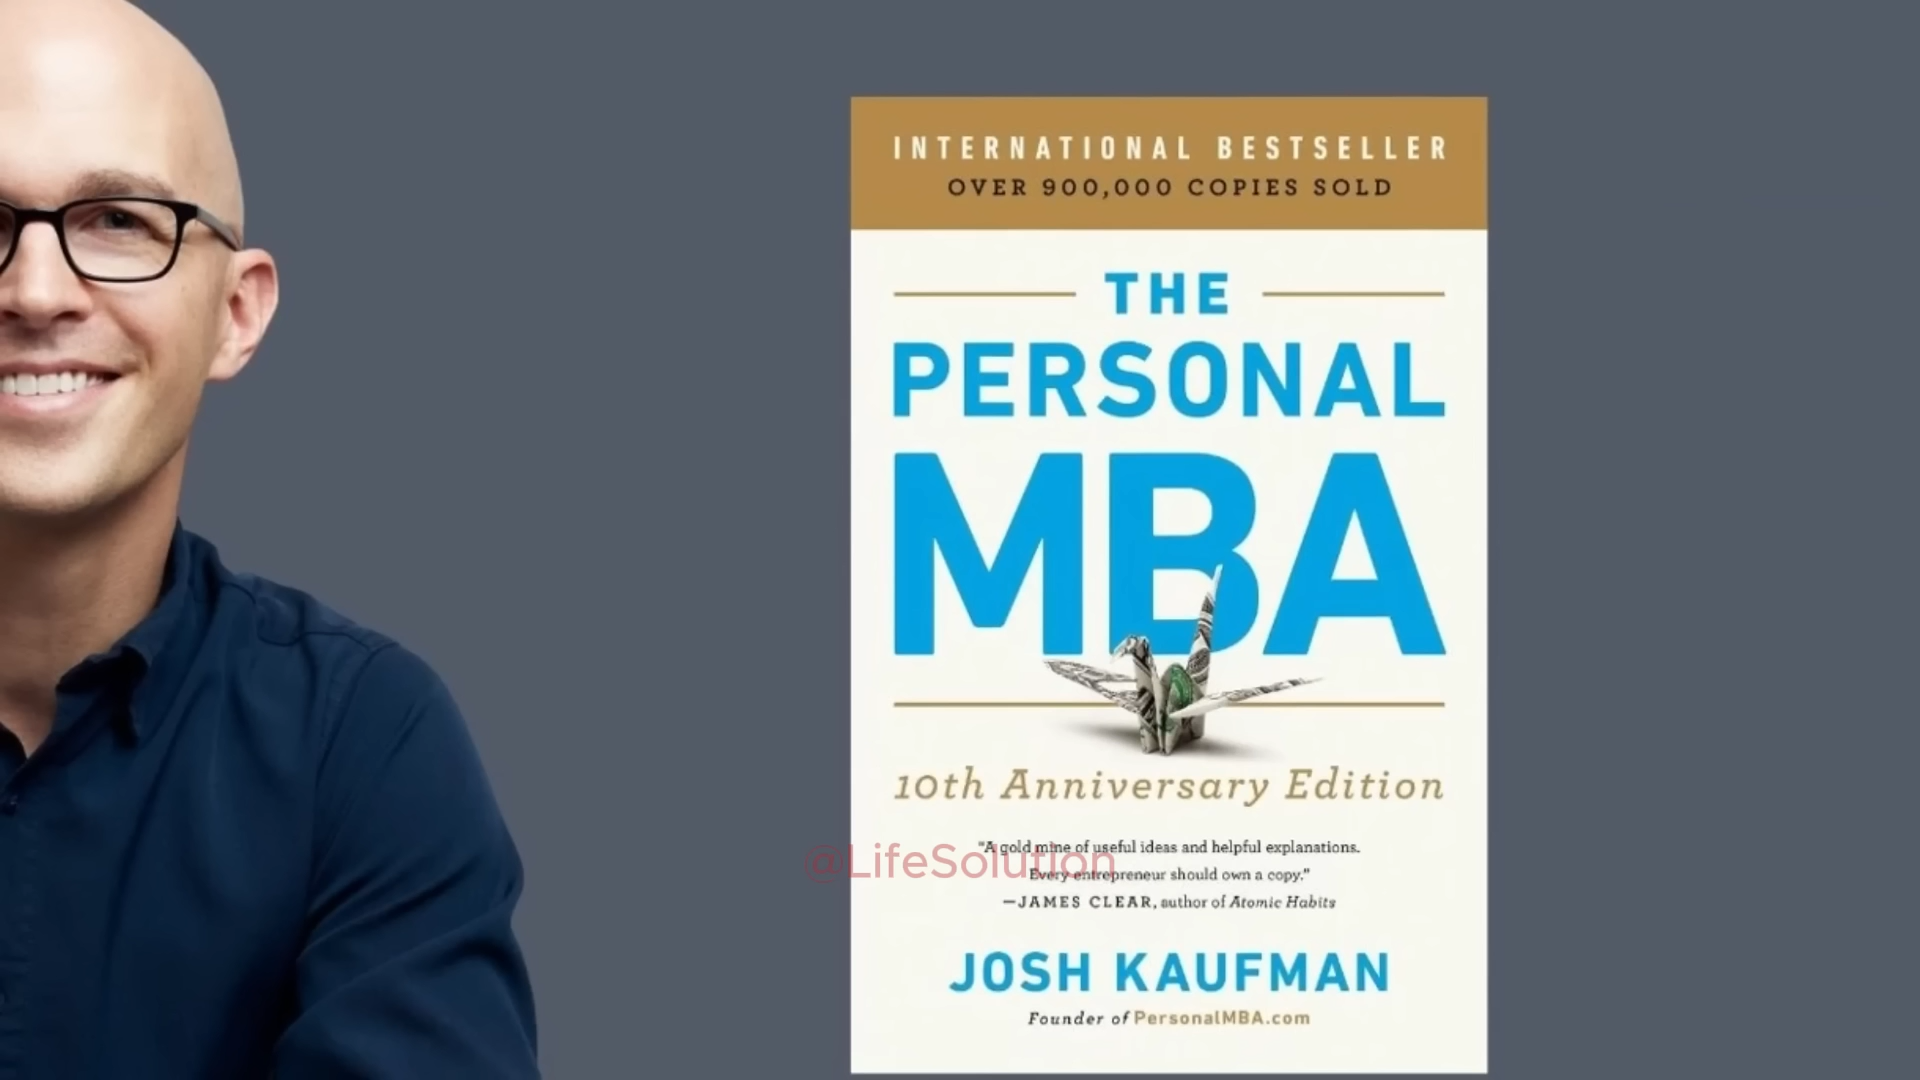 INTERNATIONAL BESTSELLER
OVER 900,000 COPIES SOLD
THE
PERSONAL
MBA
10th Anniversary Edition
"A gold mine of useful ideas and helpful explanations.
Every entrepreneur should own a copy."
—JAMES CLEAR, author of Atomic Habits
@LifeSolution
JOSH KAUFMAN
Founder of PersonalMBA.com